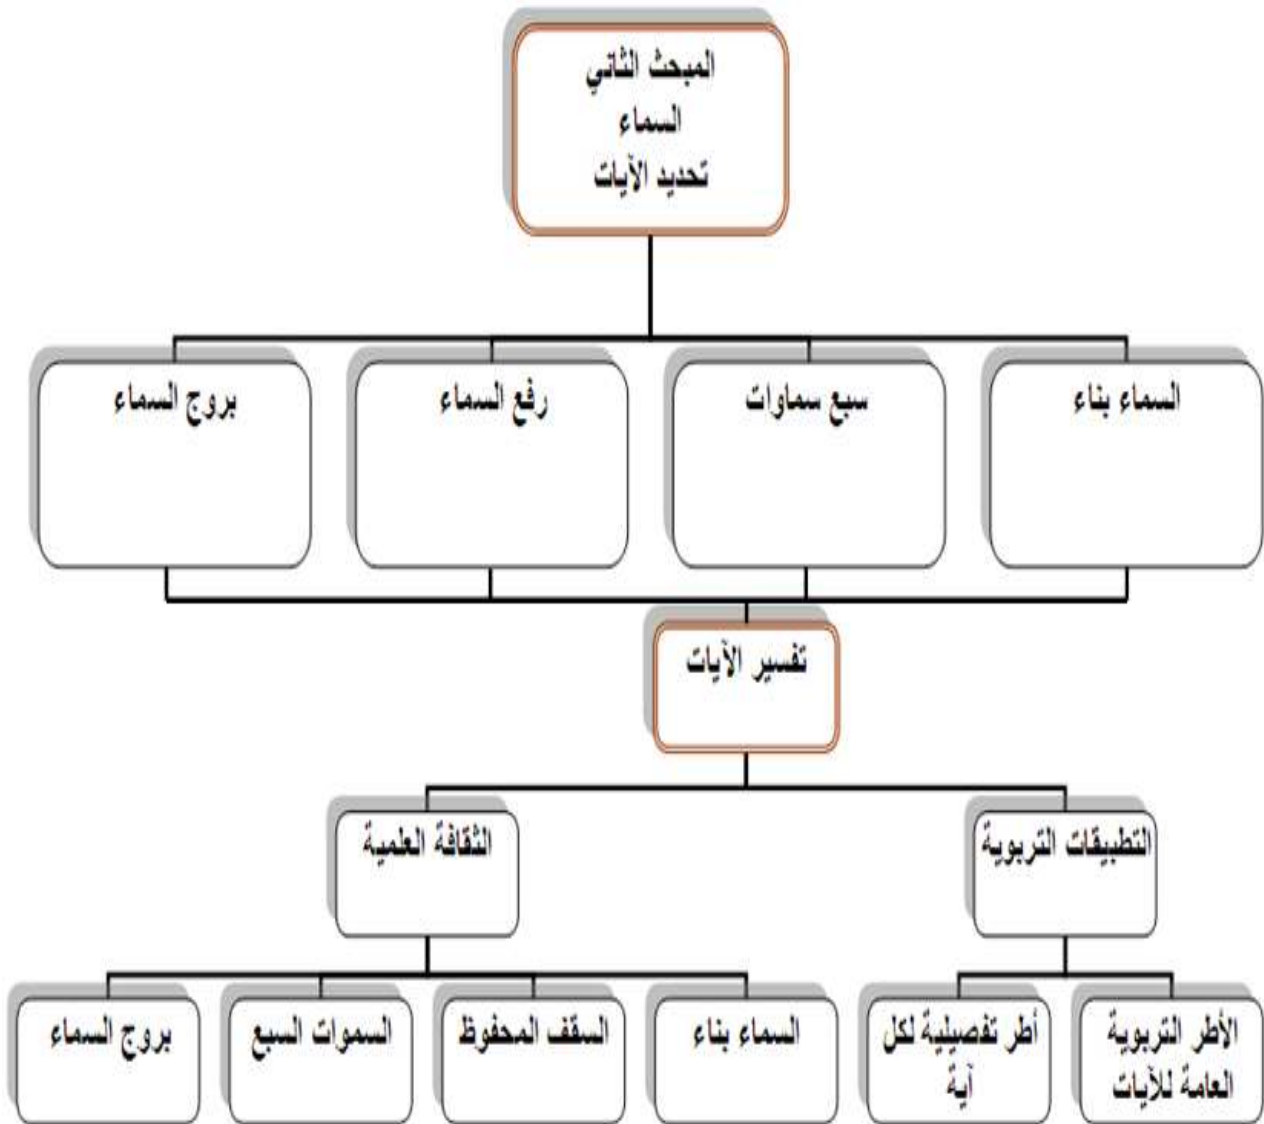 المبحث الثاني
السماء
تحديد الآيات
السماء بناء
سبع سماوات
رفع السماء
بروج السماء
تفسير الآيات
التطبيقات التربوية
الثقافة العلمية
الأطر التربوية
العامة للآيات
أطر تفصيلية لكل
آية
السماء بناء
السقف المحفوظ
السموات السبع
بروج السماء